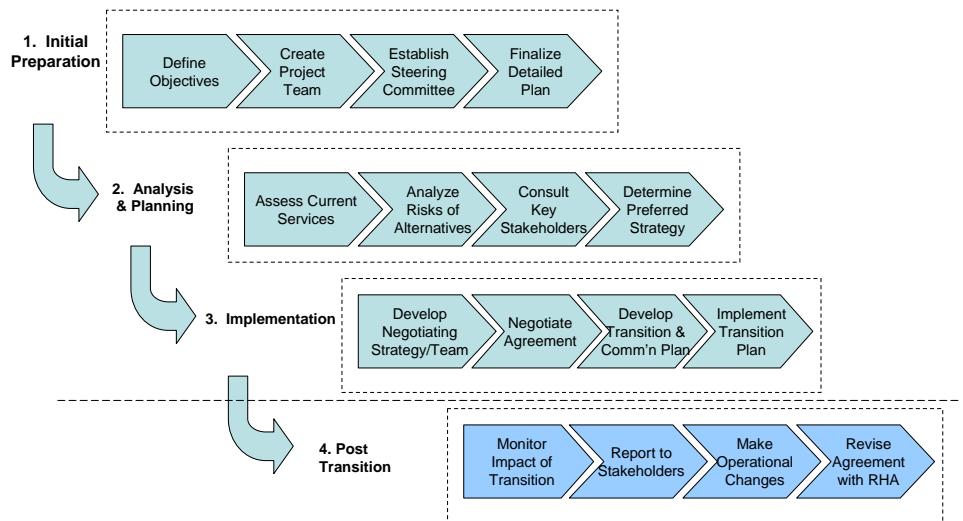 1. Initial
Preparation
Define
Objectives
Create
Project
Team
Establish
Steering
Committee
Finalize
Detailed
Plan
2. Analysis
& Planning
Assess Current
Services
Analyze
Risks of
Alternatives
Consult
Key
Stakeholders
Determine
Preferred
Strategy
3. Implementation
Develop
Negotiating
Strategy/Team
Negotiate
Agreement
Develop
Transition &
Comm'n Plan
Implement
Transition
Plan
4. Post
Transition
Monitor
Impact of
Transition
Report to
Stakeholders
Make
Operational
Changes
Revise
Agreement
with RHA